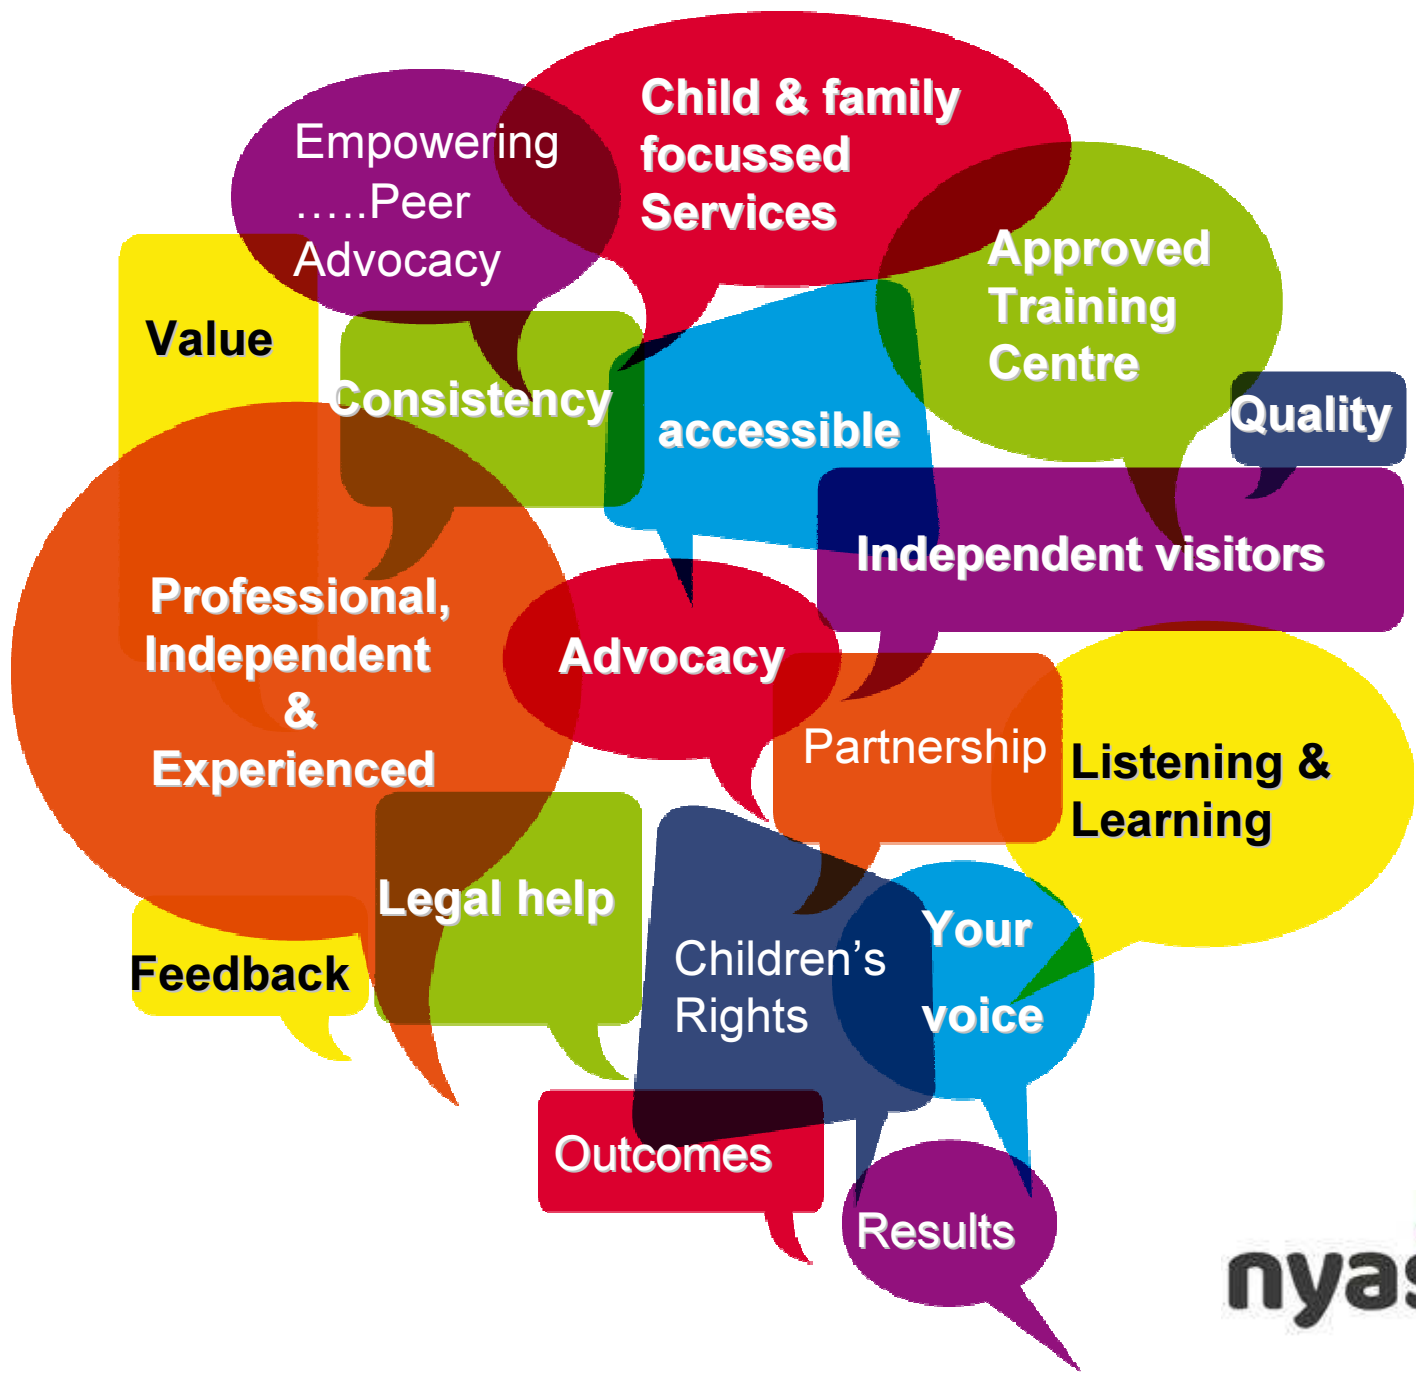 Empowering
…..Peer
Advocacy
Child & family
focussed
Services
Approved
Training
Centre
Value
Consistency
accessible
Quality
Independent visitors
Professional,
Independent
&
Experienced
Advocacy
Partnership
Listening &
Learning
Legal help
Feedback
Children’s
Rights
Your
voice
Outcomes
Results
nyas